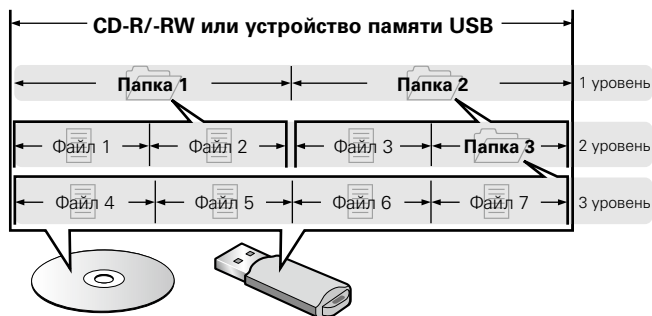 CD-R/-RW или устройство памяти USB
Папка 1 Папка 2 1 уровень
Файл 1 Файл 2 Файл 3 Папка 3 2 уровень
Файл 4 Файл 5 Файл 6 Файл 7 3 уровень